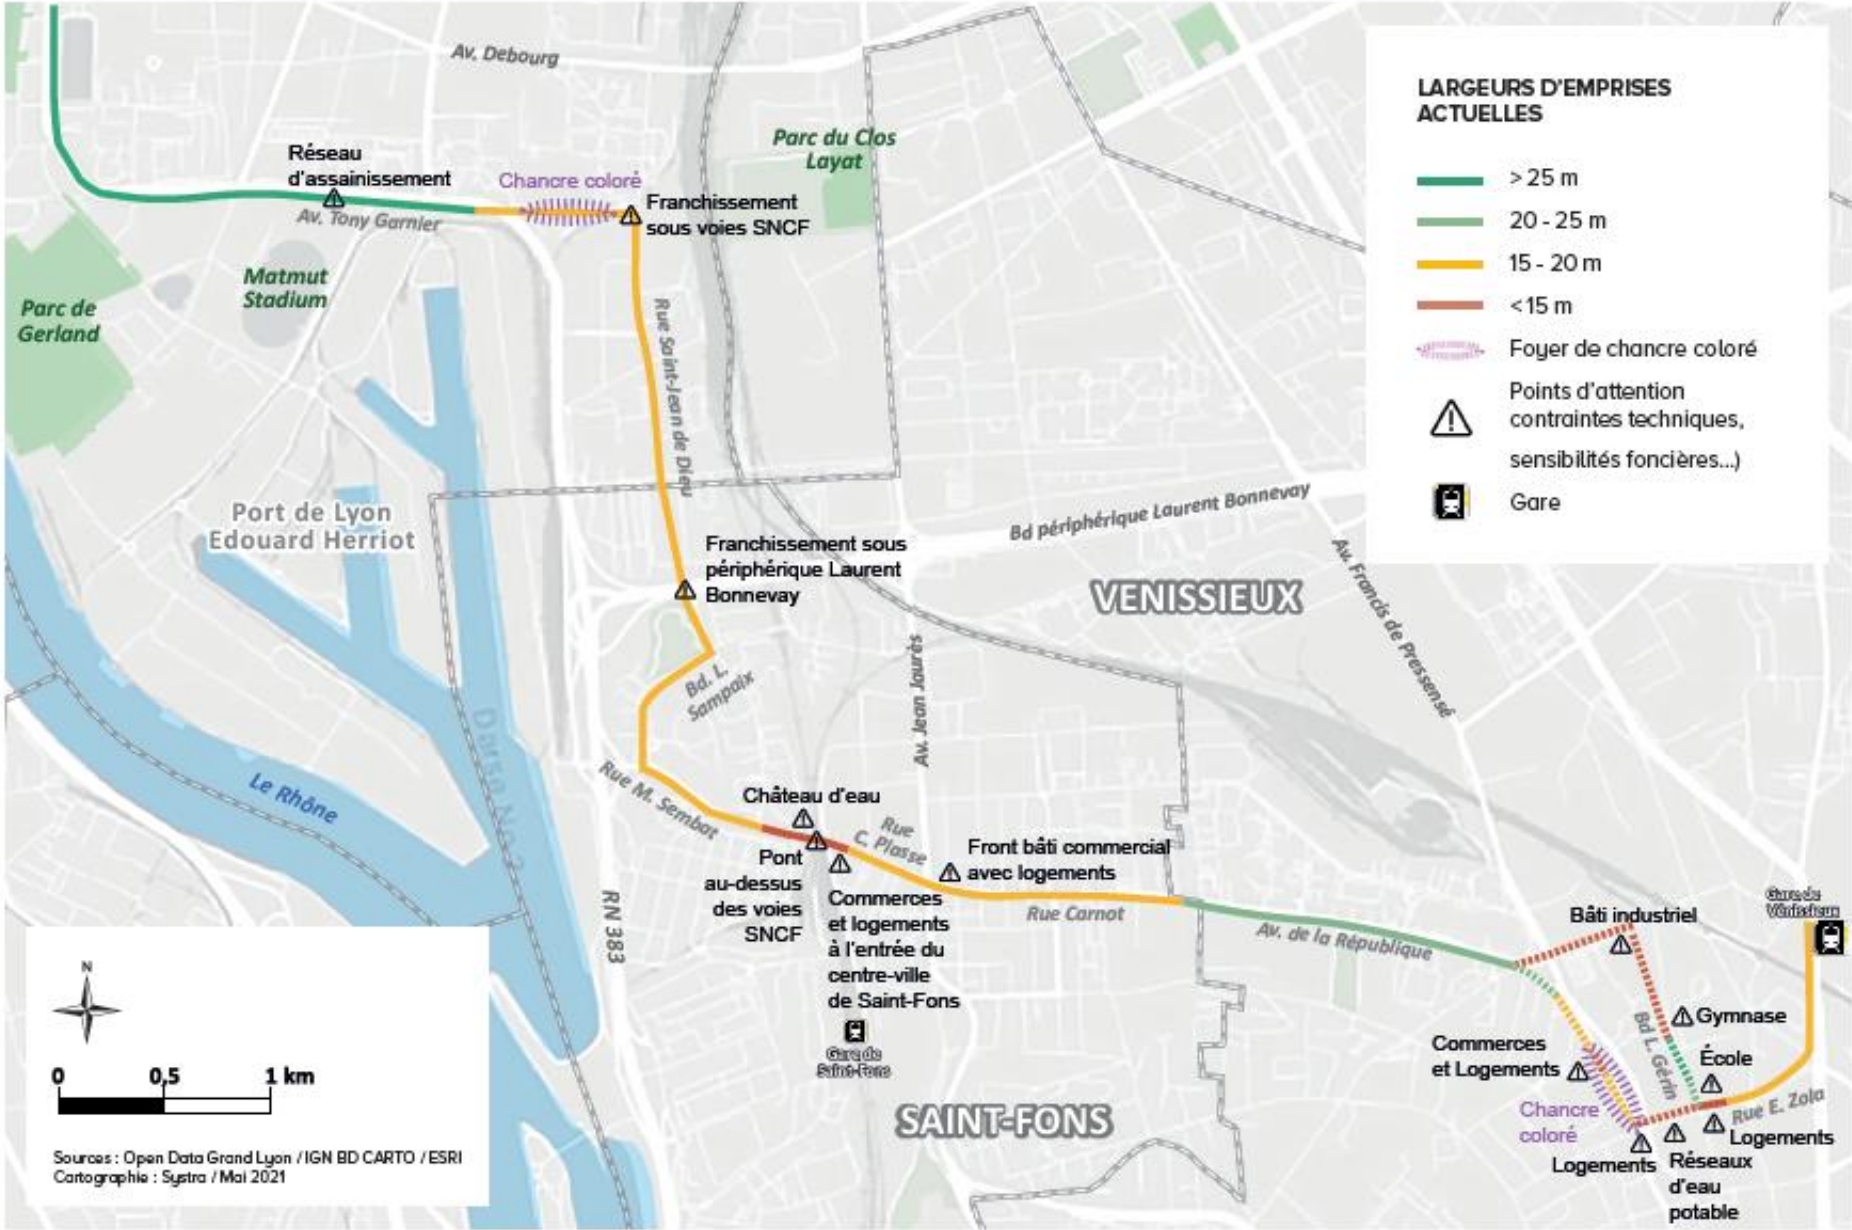 Av. Debourg
Réseau
d'assainissement
Av. Tony Garnier
Chancre coloré
Franchissement
sous voies SNCF
Parc du Clos
Layat
Matmut
Stadium
Parc de
Gerland
Rue Saint-Jean de Dieu
Port de Lyon
Edouard Herriot
Franchissement sous
périphérique Laurent
Bonnevay
Bd périphérique Laurent Bonnevay
VENISSIEUX
Av. Francis de Pressensé
Bd. L.
Sampaix
Av. Jean Jaurès
Darse No 2
Le Rhône
Rue M. Sembat
Château d'eau
Rue
C. Plasse
Pont
au-dessus
des voies
SNCF
Commerces
et logements
à l'entrée du
centre-ville
de Saint-Fons
Front bâti commercial
avec logements
Rue Carnot
RN 383
Gare de
Saint-Fons
SAINT-FONS
Av. de la République
Bâti industriel
Gare de
Vénissieux
Bd L. Gérin
Gymnase
École
Commerces
et Logements
Chancre
coloré
Rue E. Zola
Logements
Logements
Réseaux
d'eau
potable
LARGEURS D'EMPRISES
ACTUELLES
> 25 m
20 - 25 m
15 - 20 m
<15 m
Foyer de chancre coloré
Points d'attention
contraintes techniques,
sensibilités foncières...)
Gare
N
0 0,5 1 km
Sources : Open Data Grand Lyon / IGN BD CARTO / ESRI
Cartographie : Systra / Mai 2021